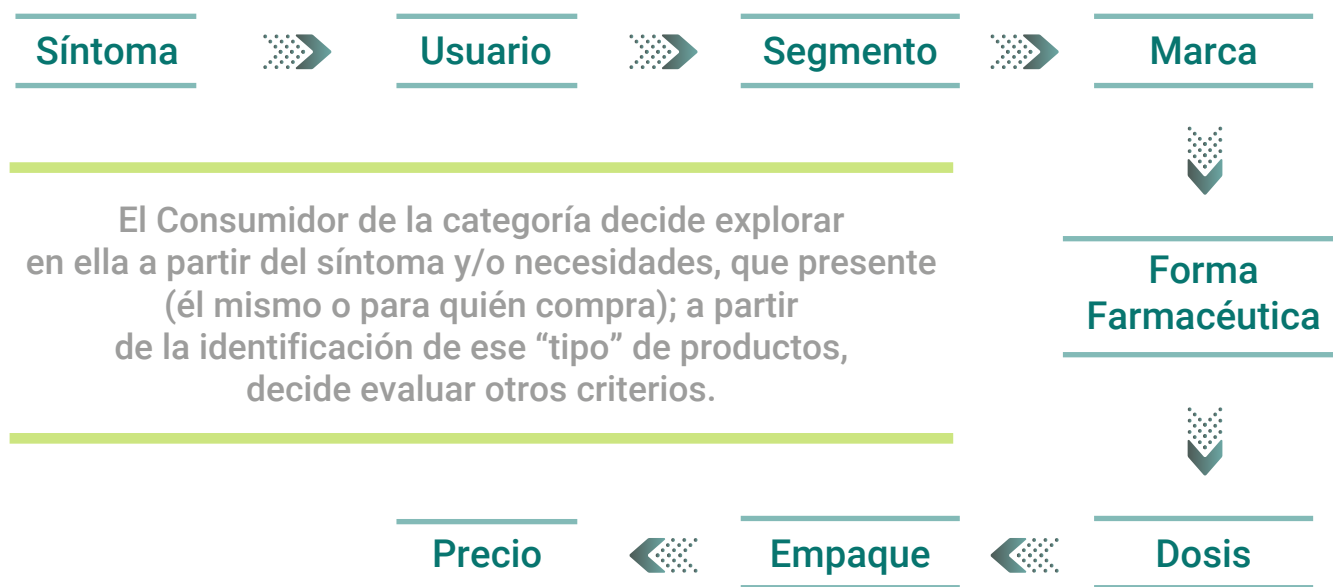 Síntoma
Usuario
Segmento
Marca
El Consumidor de la categoría decide explorar
en ella a partir del síntoma y/o necesidades, que presente
(él mismo o para quién compra); a partir
de la identificación de ese “tipo” de productos,
decide evaluar otros criterios.
Forma
Farmacéutica
Dosis
Empaque
Precio